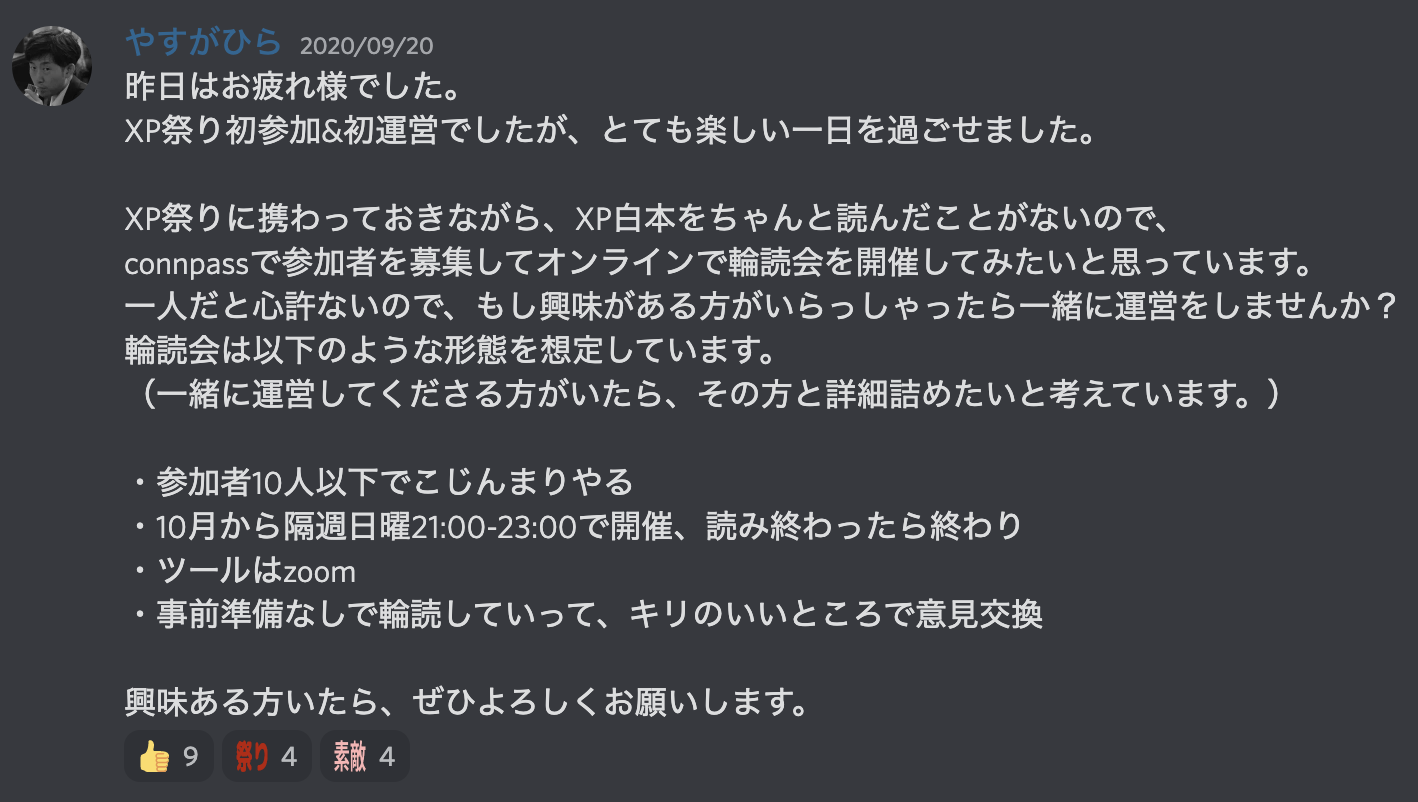 やすがひら 2020/09/20
昨日はお疲れ様でした。
XP祭り初参加&初運営でしたが、とても楽しい一日を過ごせました。
XP祭りに携わっておきながら、XP白本をちゃんと読んだことがないので、
connpassで参加者を募集してオンラインで輪読会を開催してみたいと思っています。
一人だと心許ないので、もし興味がある方がいらっしゃったら一緒に運営をしませんか？
輪読会は以下のような形態を想定しています。
（一緒に運営してくださる方がいたら、その方と詳細詰めたいと考えています。）
・参加者10人以下でこじんまりやる
・10月から隔週日曜21:00-23:00で開催、読み終わったら終わり
・ツールはzoom
・事前準備なしで輪読していって、キリのいいところで意見交換
興味ある方いたら、ぜひよろしくお願いします。
9 祭り 4 素敵 4